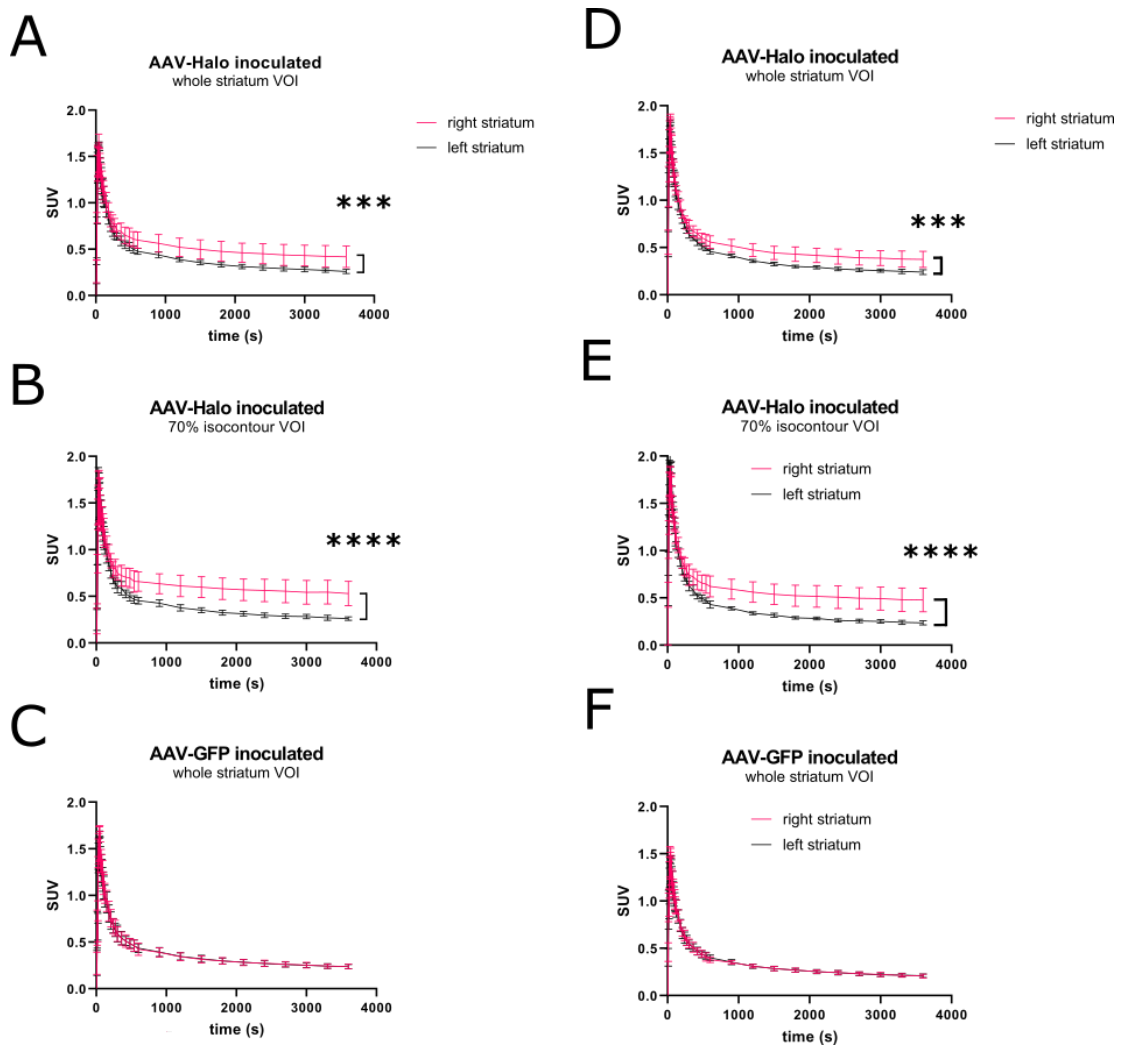 A
AAV-Halo inoculated
whole striatum VOI
right striatum
left striatum
SUV
2.0
1.5
1.0
0.5
0.0
***
0 1000 2000 3000 4000
time (s)
B
AAV-Halo inoculated
70% isocontour VOI
SUV
2.0
1.5
1.0
0.5
0.0
****
0 1000 2000 3000 4000
time (s)
C
AAV-GFP inoculated
whole striatum VOI
SUV
2.0
1.5
1.0
0.5
0.0
0 1000 2000 3000 4000
time (s)
D
AAV-Halo inoculated
whole striatum VOI
right striatum
left striatum
SUV
2.0
1.5
1.0
0.5
0.0
***
0 1000 2000 3000 4000
time (s)
E
AAV-Halo inoculated
70% isocontour VOI
right striatum
left striatum
SUV
2.0
1.5
1.0
0.5
0.0
****
0 1000 2000 3000 4000
time (s)
F
AAV-GFP inoculated
whole striatum VOI
right striatum
left striatum
SUV
2.0
1.5
1.0
0.5
0.0
0 1000 2000 3000 4000
time (s)